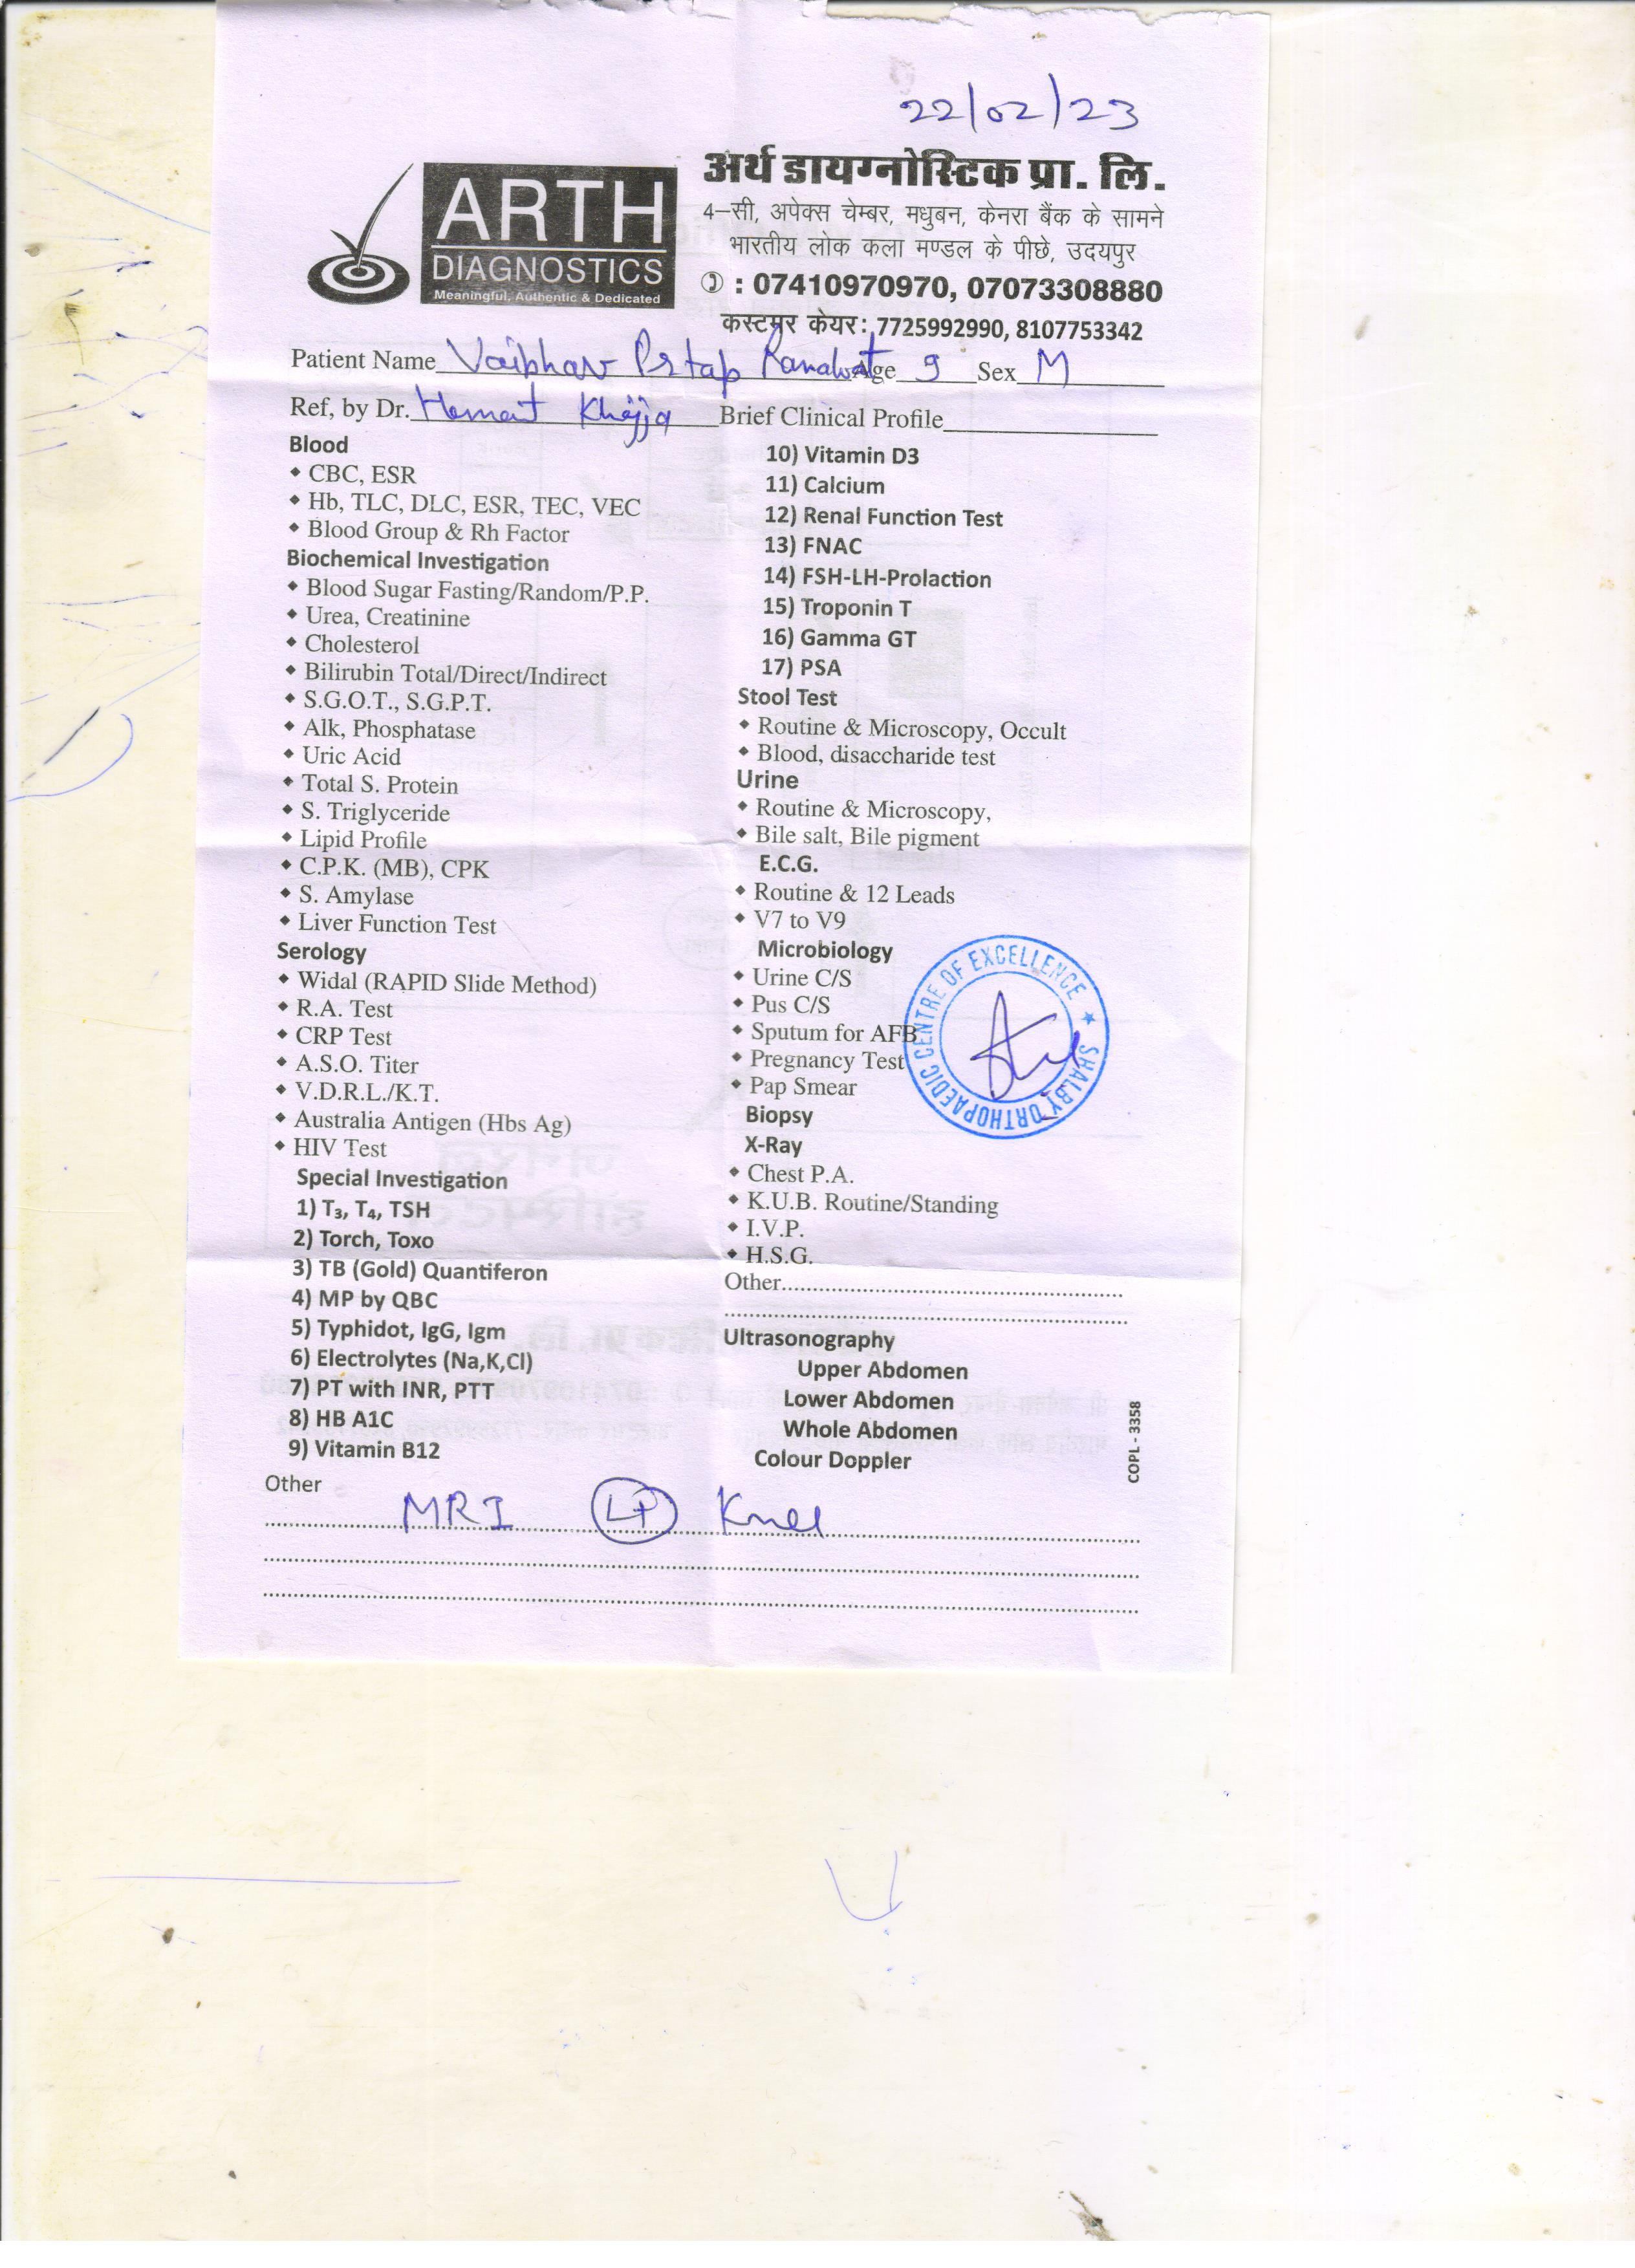 22/02/23
ARTH
DIAGNOSTICS
Meaningful, Authentic & Dedicated
अर्थ डायग्नोस्टिक प्रा. लि.
4–सी, अपेक्स चेम्बर, मधुबन, केनरा बैंक के सामने
भारतीय लोक कला मण्डल के पीछे, उदयपुर
: 07410970970, 07073308880
कस्टमर केयर: 7725992990, 8107753342
Patient Name Vaibhav Prtap Ranawat Age 9 Sex M
Ref, by Dr. Hemant Khajja Brief Clinical Profile
Blood
CBC, ESR
Hb, TLC, DLC, ESR, TEC, VEC
Blood Group & Rh Factor
Biochemical Investigation
Blood Sugar Fasting/Random/P.P.
Urea, Creatinine
Cholesterol
Bilirubin Total/Direct/Indirect
S.G.O.T., S.G.P.T.
Alk, Phosphatase
Uric Acid
Total S. Protein
S. Triglyceride
Lipid Profile
C.P.K. (MB), CPK
S. Amylase
Liver Function Test
Serology
Widal (RAPID Slide Method)
R.A. Test
CRP Test
A.S.O. Titer
V.D.R.L./K.T.
Australia Antigen (Hbs Ag)
HIV Test
Special Investigation
1) T₃, T₄, TSH
2) Torch, Toxo
3) TB (Gold) Quantiferon
4) MP by QBC
5) Typhidot, IgG, Igm
6) Electrolytes (Na,K,Cl)
7) PT with INR, PTT
8) HB A1C
9) Vitamin B12
10) Vitamin D3
11) Calcium
12) Renal Function Test
13) FNAC
14) FSH-LH-Prolaction
15) Troponin T
16) Gamma GT
17) PSA
Stool Test
Routine & Microscopy, Occult
Blood, disaccharide test
Urine
Routine & Microscopy,
Bile salt, Bile pigment
E.C.G.
Routine & 12 Leads
V7 to V9
Microbiology
Urine C/S
Pus C/S
Sputum for AFB
Pregnancy Test
Pap Smear
SHALBY ORTHOPAEDIC CENTRE OF EXCELLENCE
Biopsy
X-Ray
Chest P.A.
K.U.B. Routine/Standing
I.V.P.
H.S.G.
Other
Ultrasonography
Upper Abdomen
Lower Abdomen
Whole Abdomen
Colour Doppler
COPL - 3358
Other
MRI Lt Knee